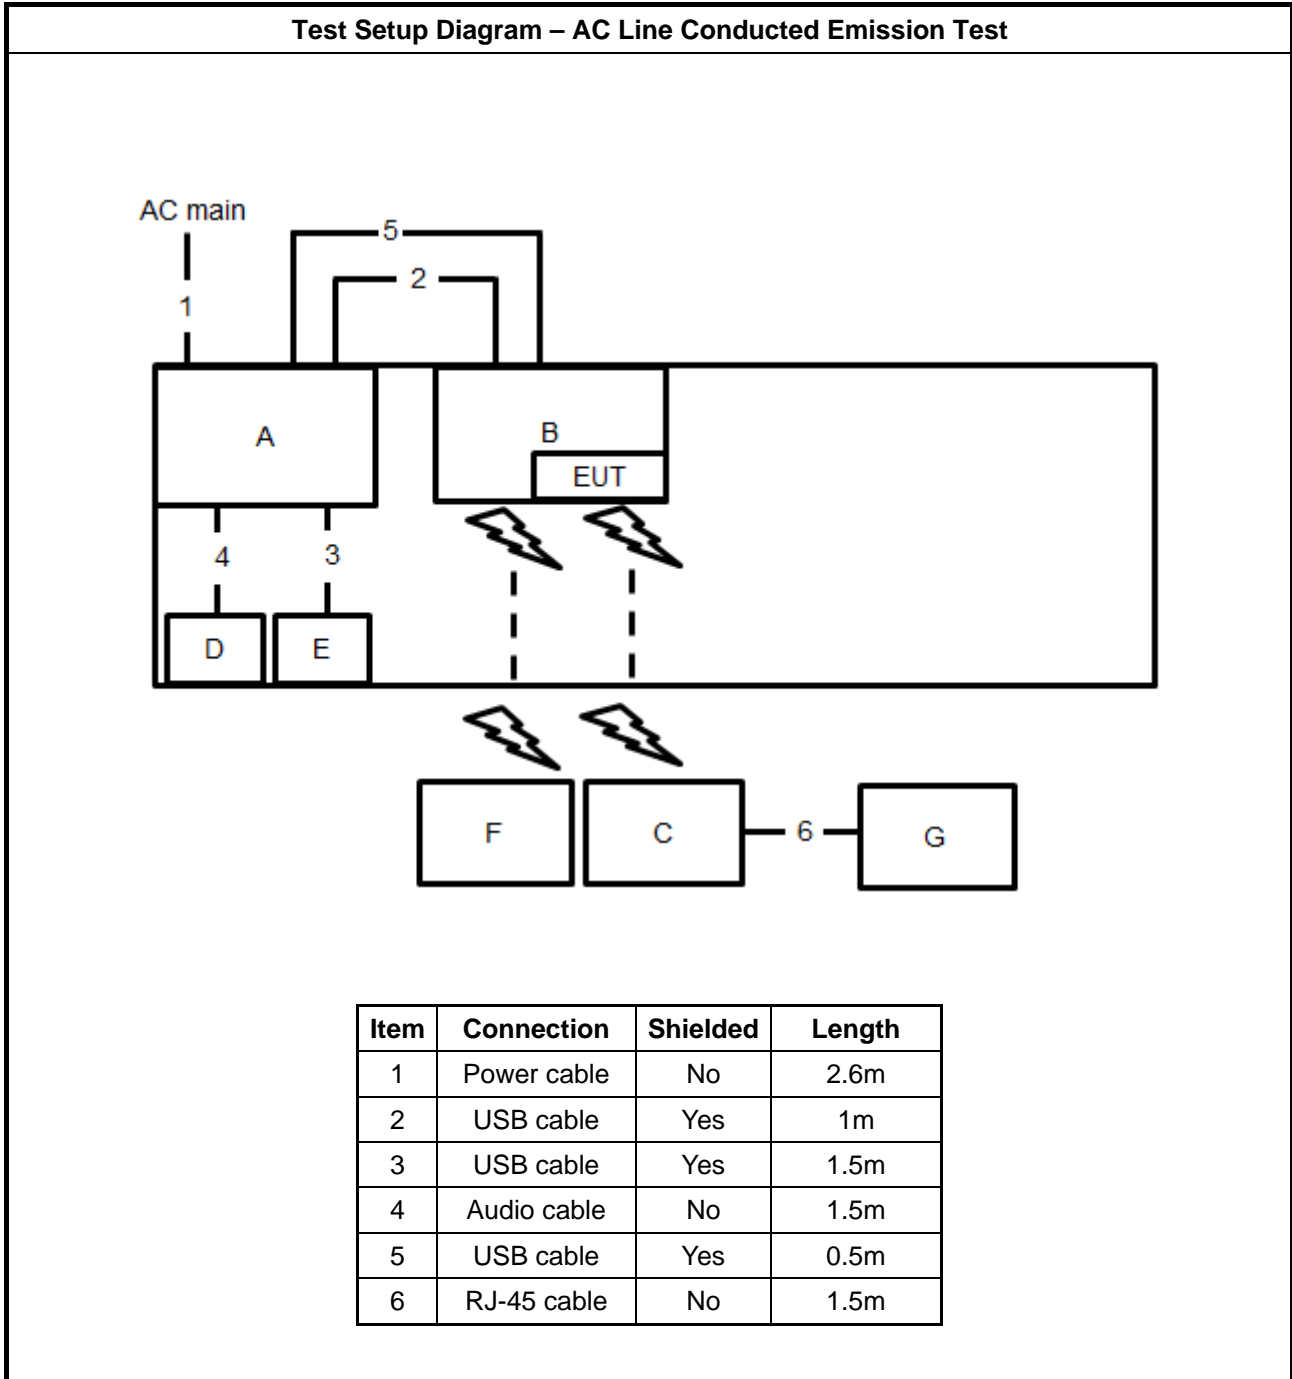 Test Setup Diagram – AC Line Conducted Emission Test
AC main
5
2
1
A
B
EUT
4
3
D
E
F
C
6
G
Item Connection Shielded Length
1 Power cable No 2.6m
2 USB cable Yes 1m
3 USB cable Yes 1.5m
4 Audio cable No 1.5m
5 USB cable Yes 0.5m
6 RJ-45 cable No 1.5m